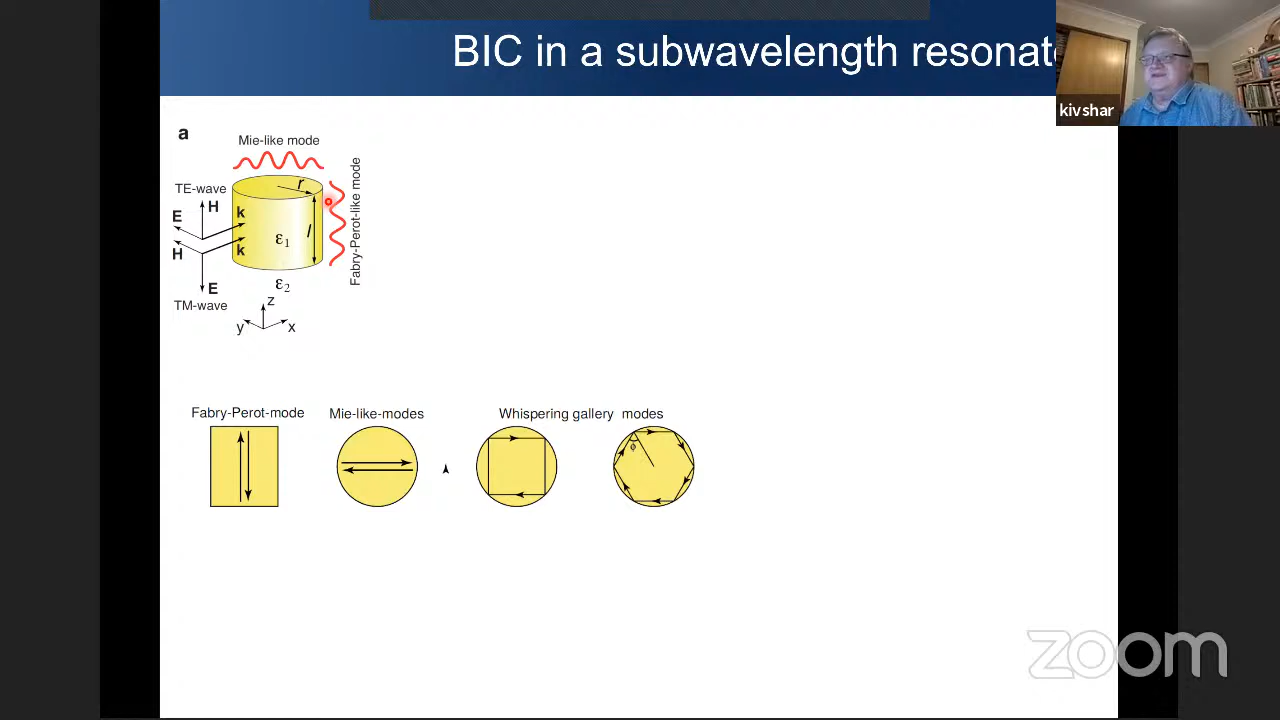 BIC in a subwavelength resonat
kivshar
a
Mie-like mode
TE-wave
H
E
k
r
l
ε1
k
H
E
TM-wave
Fabry-Perot-like mode
ε2
z
y
x
Fabry-Perot-mode
Mie-like-modes
Whispering gallery modes
ϕ
zoom